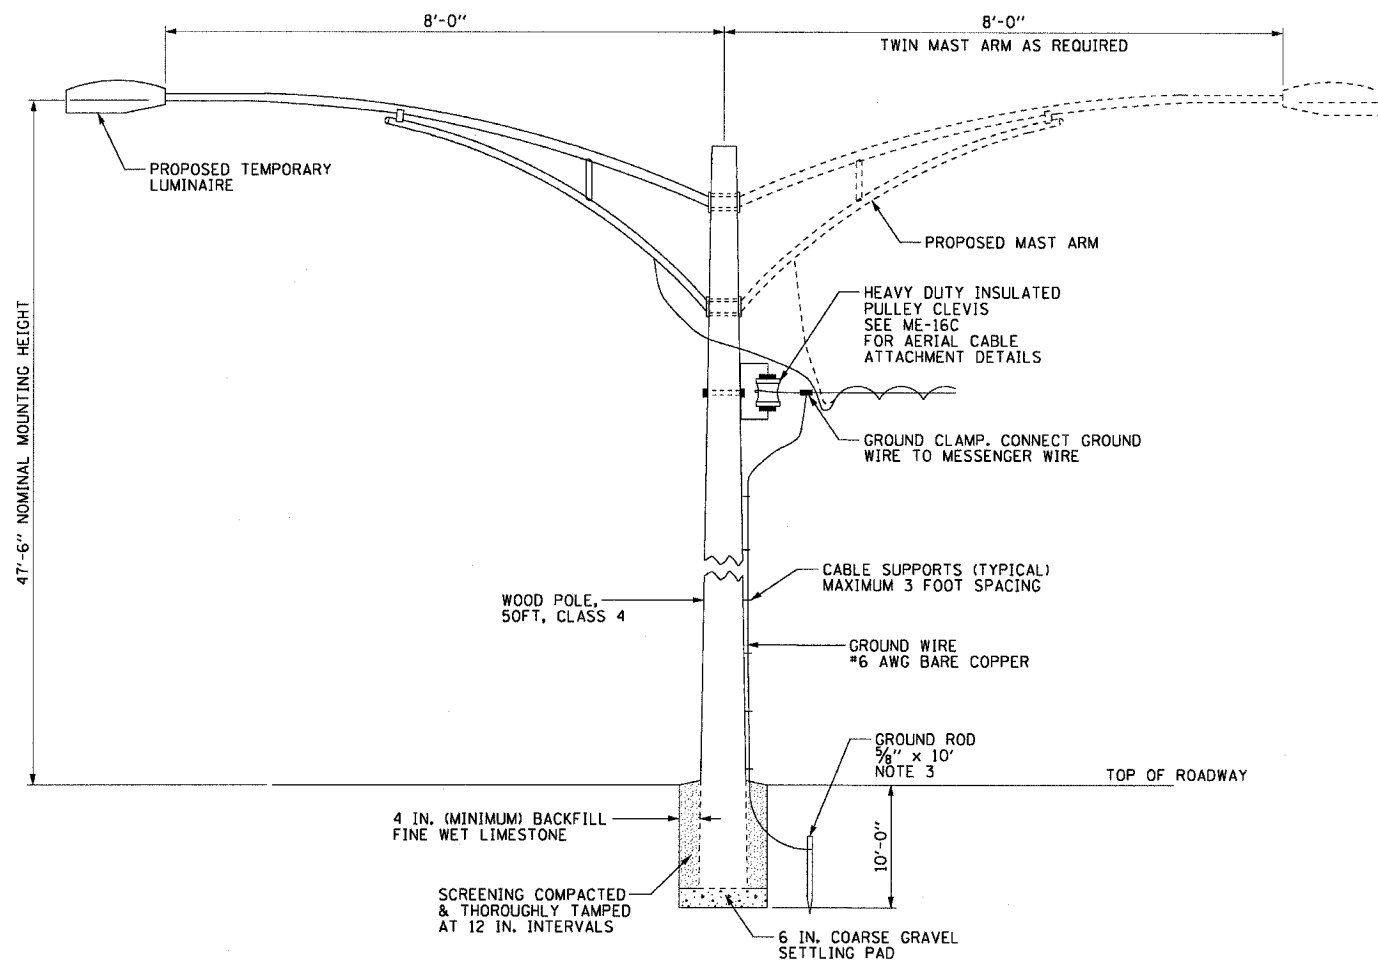 8'-0"
8'-0"
TWIN MAST ARM AS REQUIRED
PROPOSED TEMPORARY
LUMINAIRE
PROPOSED MAST ARM
HEAVY DUTY INSULATED
PULLEY CLEVIS
SEE ME-16C
FOR AERIAL CABLE
ATTACHMENT DETAILS
47'-6" NOMINAL MOUNTING HEIGHT
GROUND CLAMP. CONNECT GROUND
WIRE TO MESSENGER WIRE
CABLE SUPPORTS (TYPICAL)
MAXIMUM 3 FOOT SPACING
WOOD POLE,
50FT, CLASS 4
GROUND WIRE
#6 AWG BARE COPPER
GROUND ROD
5/8" x 10'
NOTE 3
TOP OF ROADWAY
4 IN. (MINIMUM) BACKFILL
FINE WET LIMESTONE
10'-0"
SCREENING COMPACTED
& THOROUGHLY TAMPED
AT 12 IN. INTERVALS
6 IN. COARSE GRAVEL
SETTLING PAD